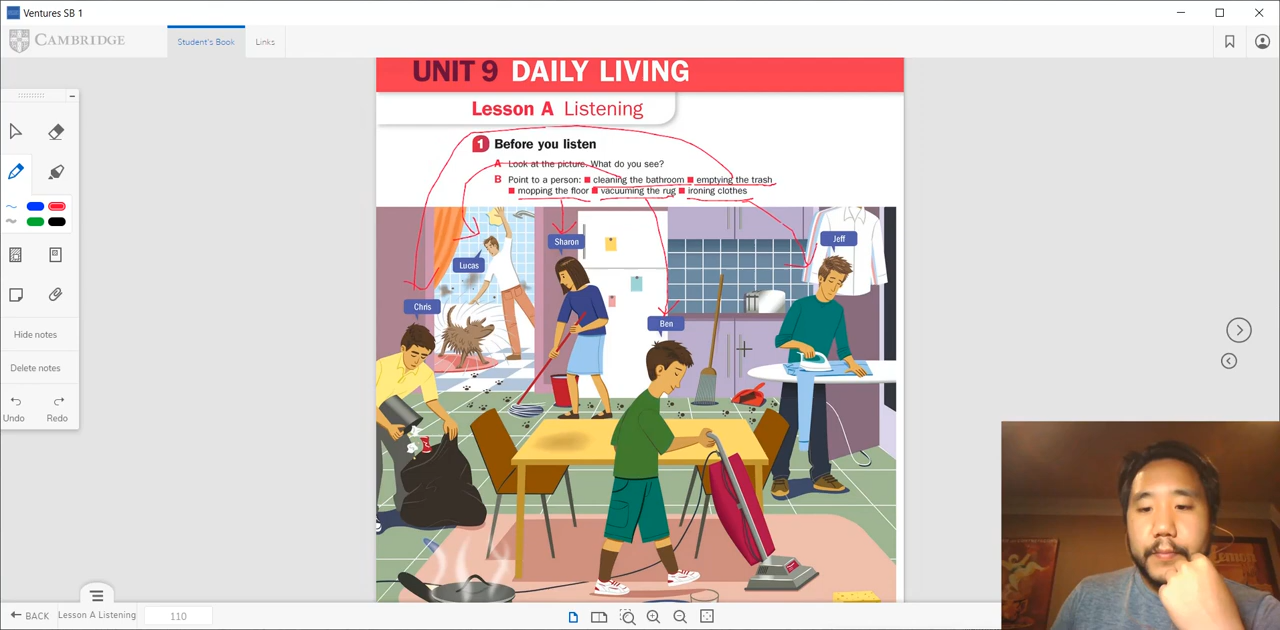 Ventures SB 1
CAMBRIDGE
Student's Book
Links
UNIT 9 DAILY LIVING
Lesson A Listening
1 Before you listen
A Look at the picture. What do you see?
B Point to a person: ■ cleaning the bathroom ■ emptying the trash
■ mopping the floor ■ vacuuming the rug ■ ironing clothes
Jeff
Sharon
Lucas
Chris
Ben
Hide notes
Delete notes
Undo
Redo
BACK
Lesson A Listening
110